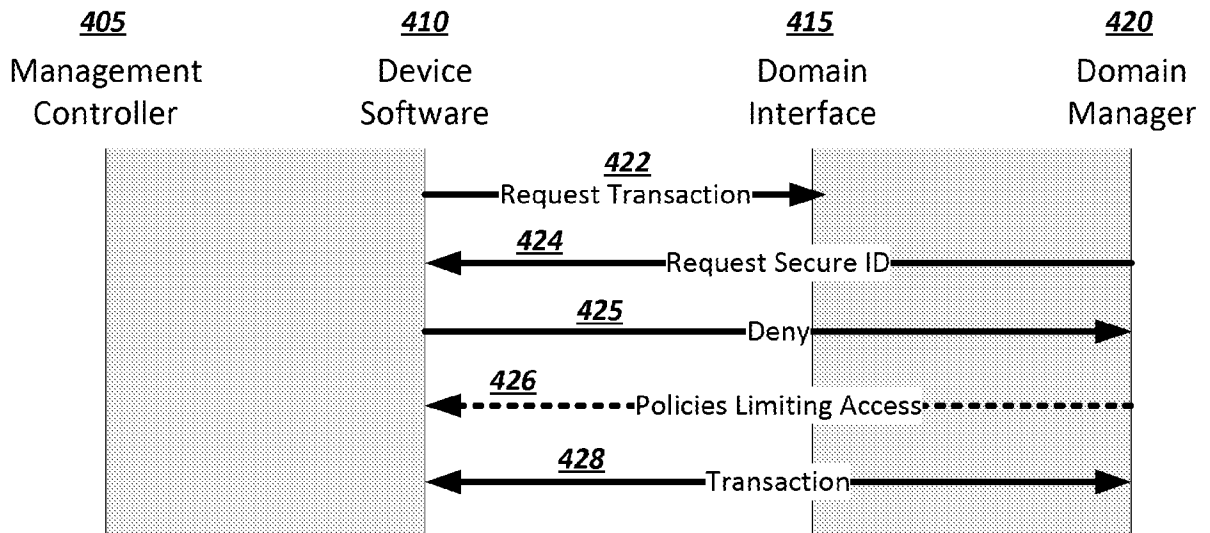 405 410 415 420
Management Device Domain Domain
Controller Software Interface Manager
422
Request Transaction
424
Request Secure ID
425
Deny
426
Policies Limiting Access
428
Transaction